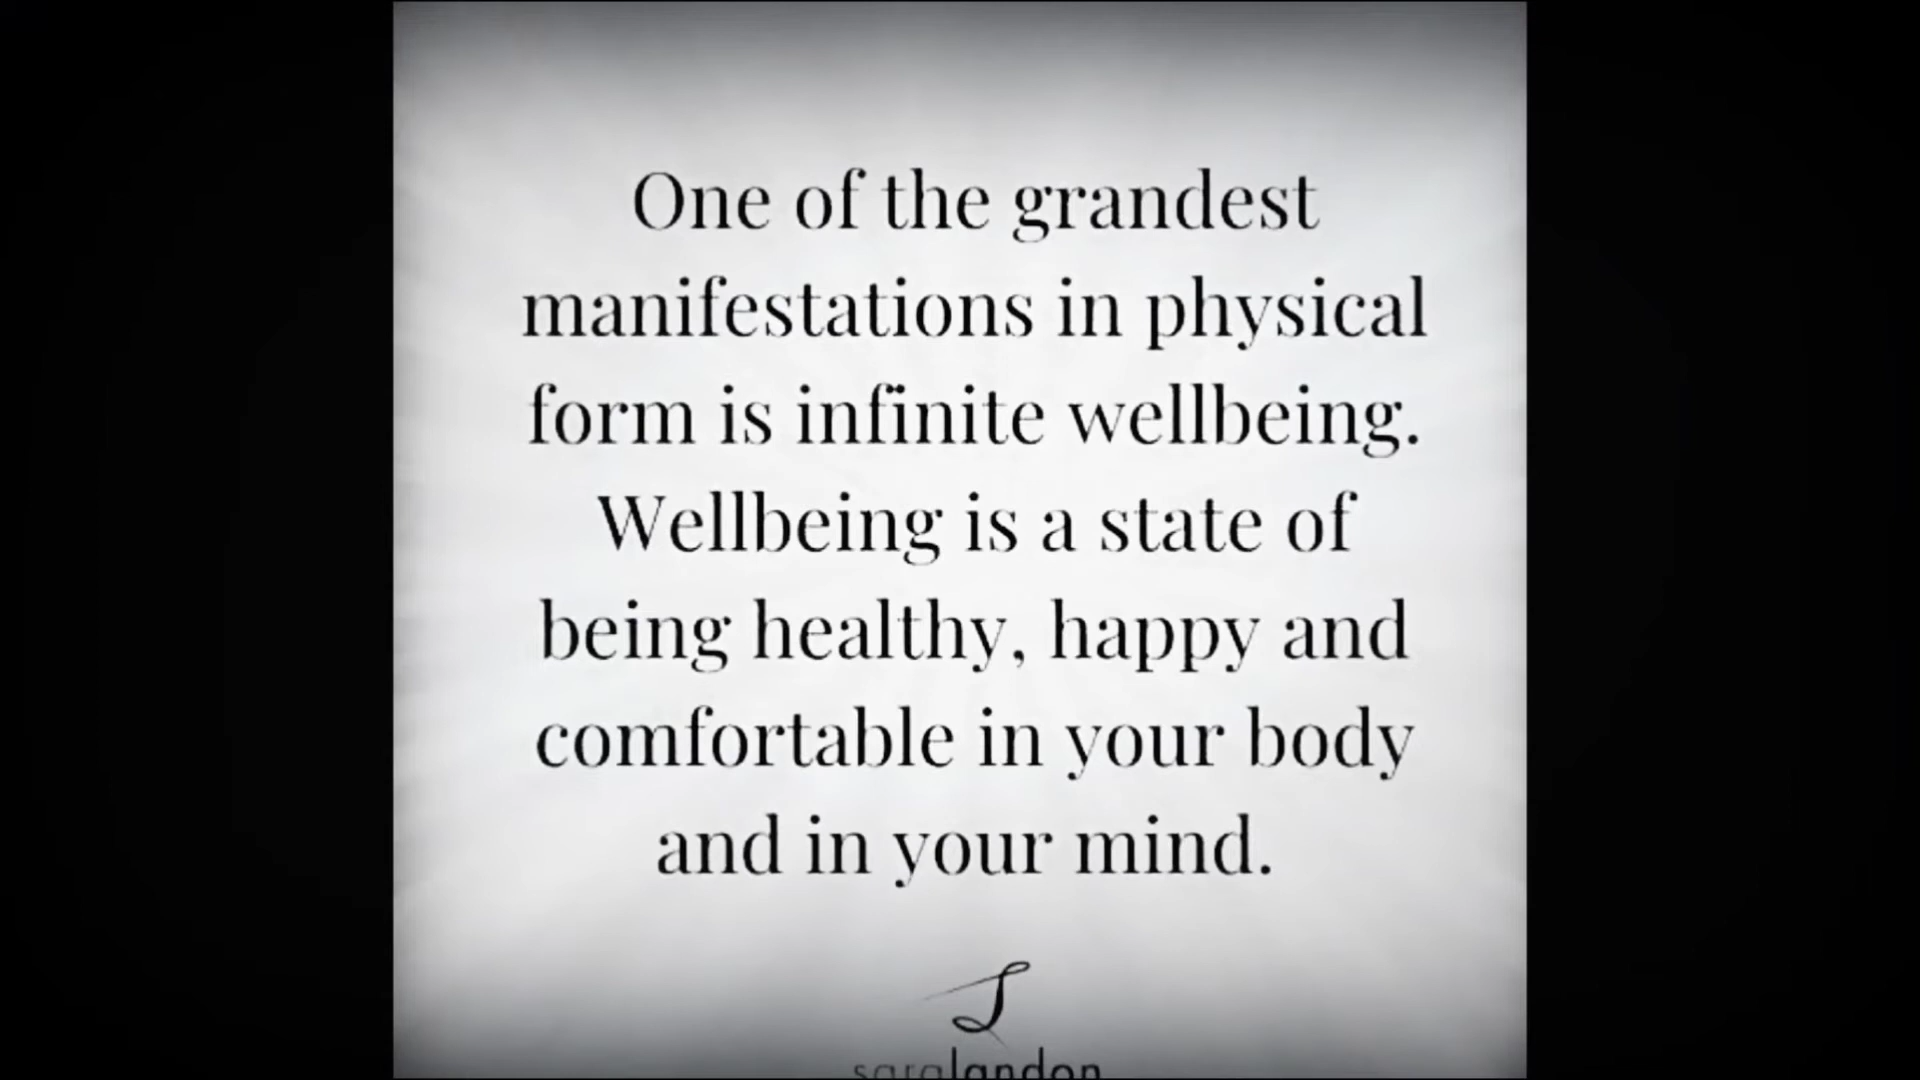 One of the grandest
manifestations in physical
form is infinite wellbeing.
Wellbeing is a state of
being healthy, happy and
comfortable in your body
and in your mind.
saralandon